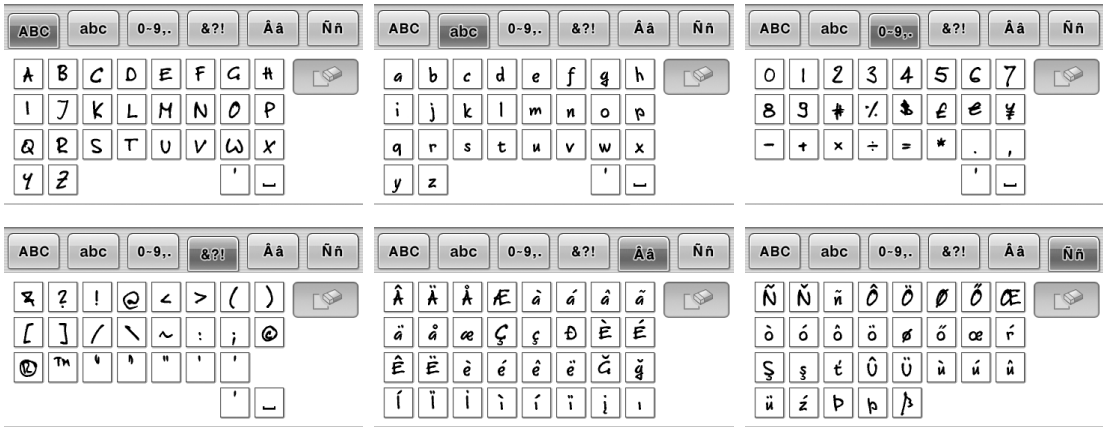 ABC abc 0~9,. &?! Ââ Ññ
A B C D E F G H
I J K L M N O P
Q R S T U V W X
Y Z ' ⎵
ABC abc 0~9,. &?! Ââ Ññ
a b c d e f g h
i j k l m n o p
q r s t u v w x
y z ' ⎵
ABC abc 0~9,. &?! Ââ Ññ
0 1 2 3 4 5 6 7
8 9 # % $ £ € ¥
- + × ÷ = * . ,
' ⎵
ABC abc 0~9,. &?! Ââ Ññ
& ? ! @ < > ( )
[ ] / \ ~ : ; ©
® ™ “ ” " ' '
' ⎵
ABC abc 0~9,. &?! Ââ Ññ
Â Ä Å Æ à á â ã
ä å æ Ç ç Ð È É
Ê Ë è é ê ë Ğ ğ
Í Ï İ ì í ï į ı
ABC abc 0~9,. &?! Ââ Ññ
Ñ Ň ñ Ô Ö Ø Ő Œ
ò ó ô ö ø ő œ ŕ
Ş ş ť Û Ü ù ú û
ü ź Þ þ ß